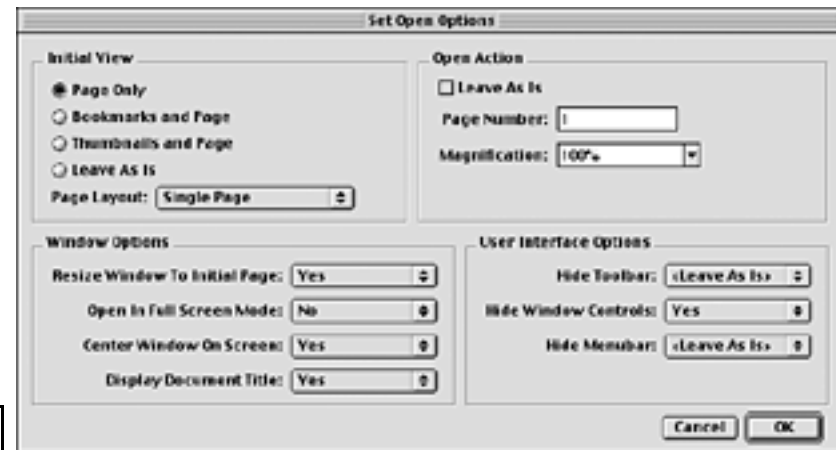 Set Open Options
Initial View
Page Only
Bookmarks and Page
Thumbnails and Page
Leave As Is
Page Layout: Single Page
Open Action
Leave As Is
Page Number: 1
Magnification: 100%
Window Options
Resize Window To Initial Page: Yes
Open In Full Screen Mode: No
Center Window On Screen: Yes
Display Document Title: Yes
User Interface Options
Hide Toolbar: <Leave As Is>
Hide Window Controls: Yes
Hide Menubar: <Leave As Is>
Cancel OK